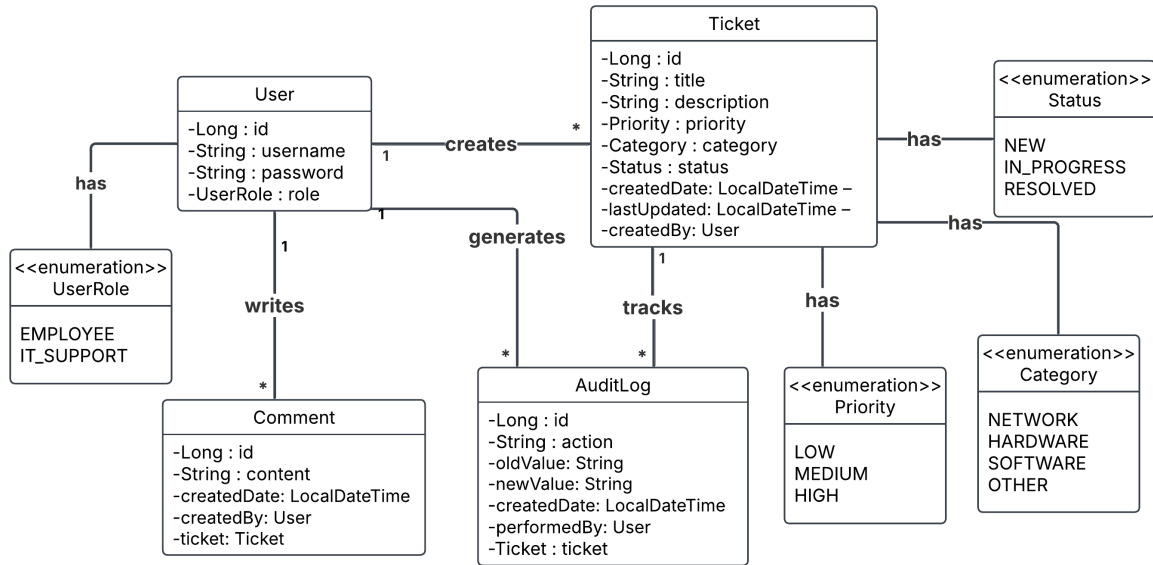 Ticket
-Long : id
-String : title
-String : description
-Priority : priority
-Category : category
-Status : status
-createdDate: LocalDateTime –
-lastUpdated: LocalDateTime –
-createdBy: User
User
-Long : id
-String : username
-String : password
-UserRole : role
<<enumeration>>
Status
NEW
IN_PROGRESS
RESOLVED
has
1
creates
*
has
has
1
generates
*
1
writes
*
1
tracks
*
has
<<enumeration>>
UserRole
EMPLOYEE
IT_SUPPORT
Comment
-Long : id
-String : content
-createdDate: LocalDateTime
-createdBy: User
-ticket: Ticket
AuditLog
-Long : id
-String : action
-oldValue: String
-newValue: String
-createdDate: LocalDateTime
-performedBy: User
-Ticket : ticket
<<enumeration>>
Priority
LOW
MEDIUM
HIGH
<<enumeration>>
Category
NETWORK
HARDWARE
SOFTWARE
OTHER